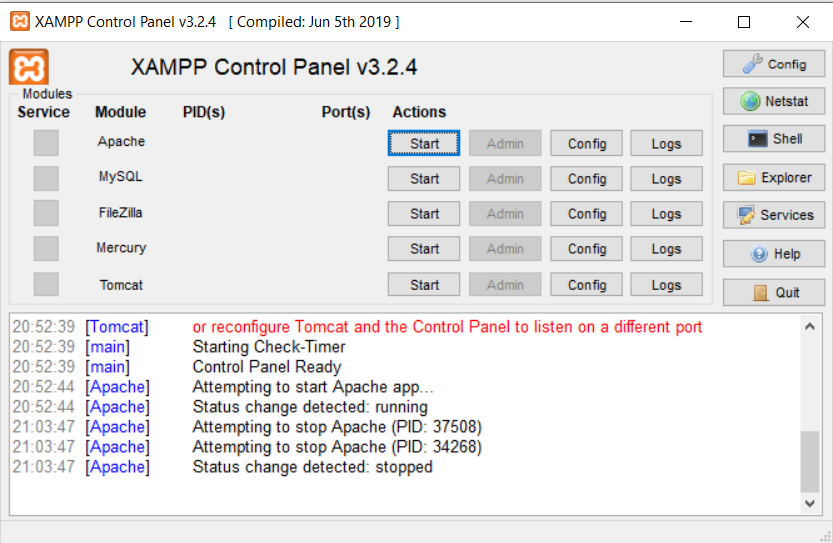 XAMPP Control Panel v3.2.4 [ Compiled: Jun 5th 2019 ]
XAMPP Control Panel v3.2.4
Config
Netstat
Shell
Explorer
Services
Help
Quit
Modules
Service Module PID(s) Port(s) Actions
Apache Start Admin Config Logs
MySQL Start Admin Config Logs
FileZilla Start Admin Config Logs
Mercury Start Admin Config Logs
Tomcat Start Admin Config Logs
20:52:39 [Tomcat] or reconfigure Tomcat and the Control Panel to listen on a different port
20:52:39 [main] Starting Check-Timer
20:52:39 [main] Control Panel Ready
20:52:44 [Apache] Attempting to start Apache app...
20:52:44 [Apache] Status change detected: running
21:03:47 [Apache] Attempting to stop Apache (PID: 37508)
21:03:47 [Apache] Attempting to stop Apache (PID: 34268)
21:03:47 [Apache] Status change detected: stopped